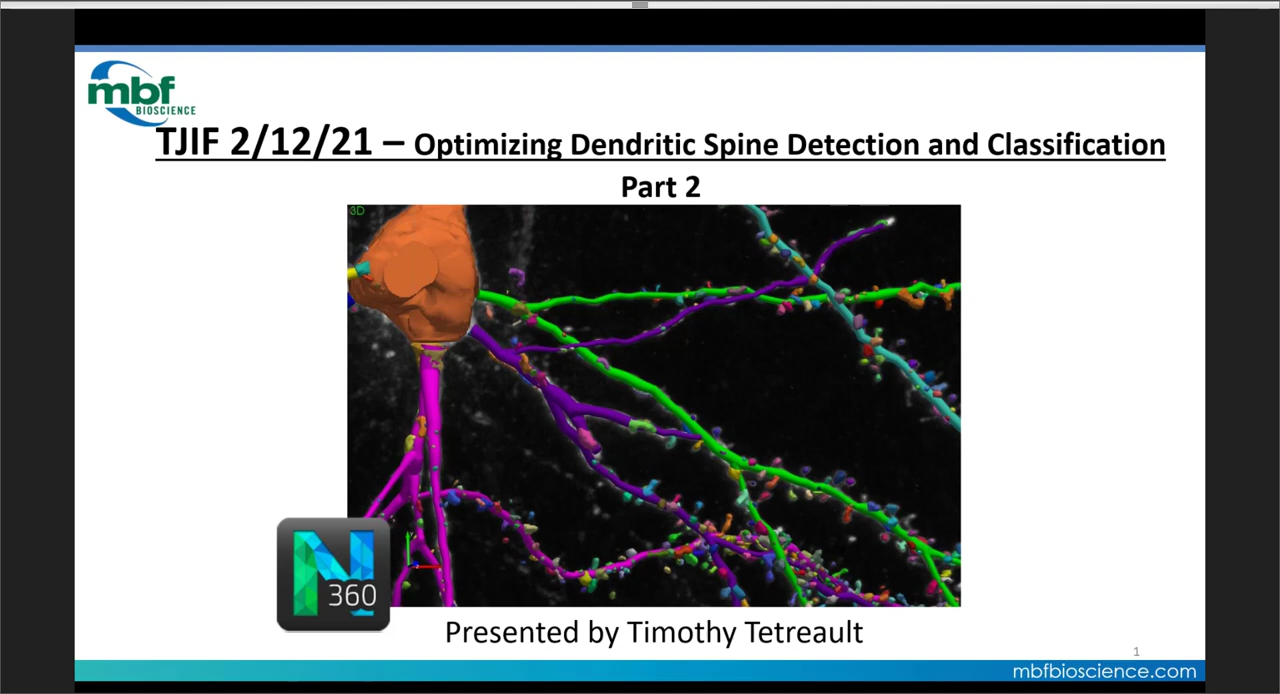 mbf
BIOSCIENCE
TJIF 2/12/21 – Optimizing Dendritic Spine Detection and Classification
Part 2
3D
N
360
Presented by Timothy Tetreault
1
mbfbioscience.com